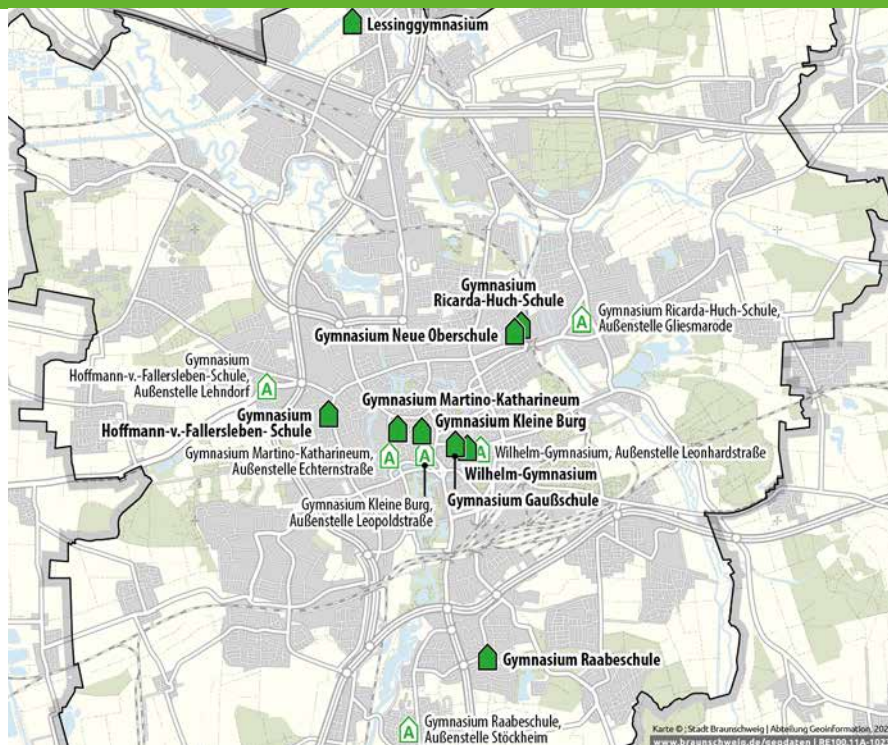 Lessinggymnasium
Gymnasium
Ricarda-Huch-Schule
Gymnasium Ricarda-Huch-Schule,
Außenstelle Gliesmarode
Gymnasium Neue Oberschule
Gymnasium
Hoffmann-v.-Fallersleben-Schule,
Außenstelle Lehndorf
A
A
Gymnasium Martino-Katharineum
Gymnasium
Hoffmann-v.-Fallersleben- Schule
Gymnasium Kleine Burg
Gymnasium Martino-Katharineum,
Außenstelle Echternstraße
A
A
A
Wilhelm-Gymnasium, Außenstelle Leonhardstraße
Wilhelm-Gymnasium
Gymnasium Gaußschule
Gymnasium Kleine Burg,
Außenstelle Leopoldstraße
Gymnasium Raabeschule
A
Gymnasium Raabeschule,
Außenstelle Stöckheim
Karte © : Stadt Braunschweig | Abteilung Geoinformation,
www.braunschweig.de/geodaten |